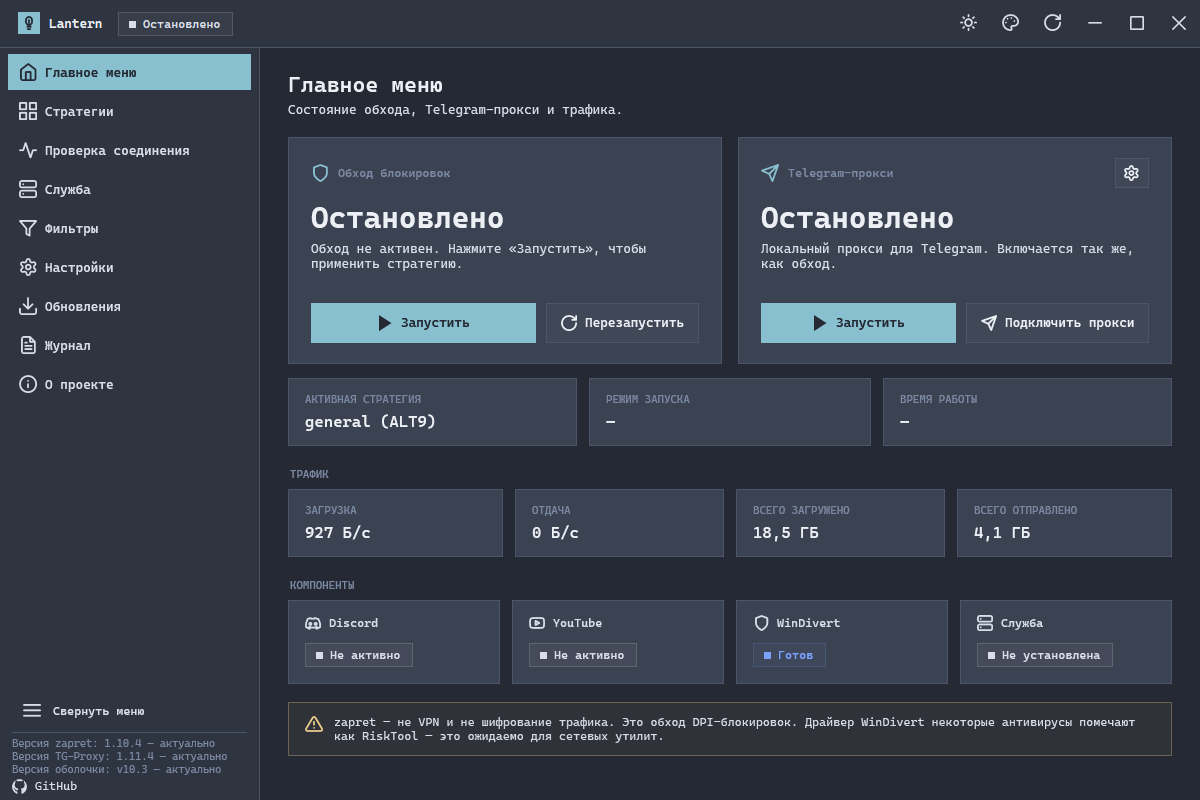 Lantern
Остановлено
Главное меню
Стратегии
Проверка соединения
Служба
Фильтры
Настройки
Обновления
Журнал
О проекте
Свернуть меню
Версия zapret: 1.10.4 — актуально
Версия TG-Proxy: 1.11.4 — актуально
Версия оболочки: v10.3 — актуально
GitHub
Главное меню
Состояние обхода, Telegram-прокси и трафика.
Обход блокировок
Остановлено
Обход не активен. Нажмите «Запустить», чтобы
применить стратегию.
Запустить
Перезапустить
Telegram-прокси
Остановлено
Локальный прокси для Telegram. Включается так же,
как обход.
Запустить
Подключить прокси
АКТИВНАЯ СТРАТЕГИЯ
general (ALT9)
РЕЖИМ ЗАПУСКА
—
ВРЕМЯ РАБОТЫ
—
ТРАФИК
ЗАГРУЗКА
927 Б/с
ОТДАЧА
0 Б/с
ВСЕГО ЗАГРУЖЕНО
18,5 ГБ
ВСЕГО ОТПРАВЛЕНО
4,1 ГБ
КОМПОНЕНТЫ
Discord
Не активно
YouTube
Не активно
WinDivert
Готов
Служба
Не установлена
zapret — не VPN и не шифрование трафика. Это обход DPI-блокировок. Драйвер WinDivert некоторые антивирусы помечают
как RiskTool — это ожидаемо для сетевых утилит.